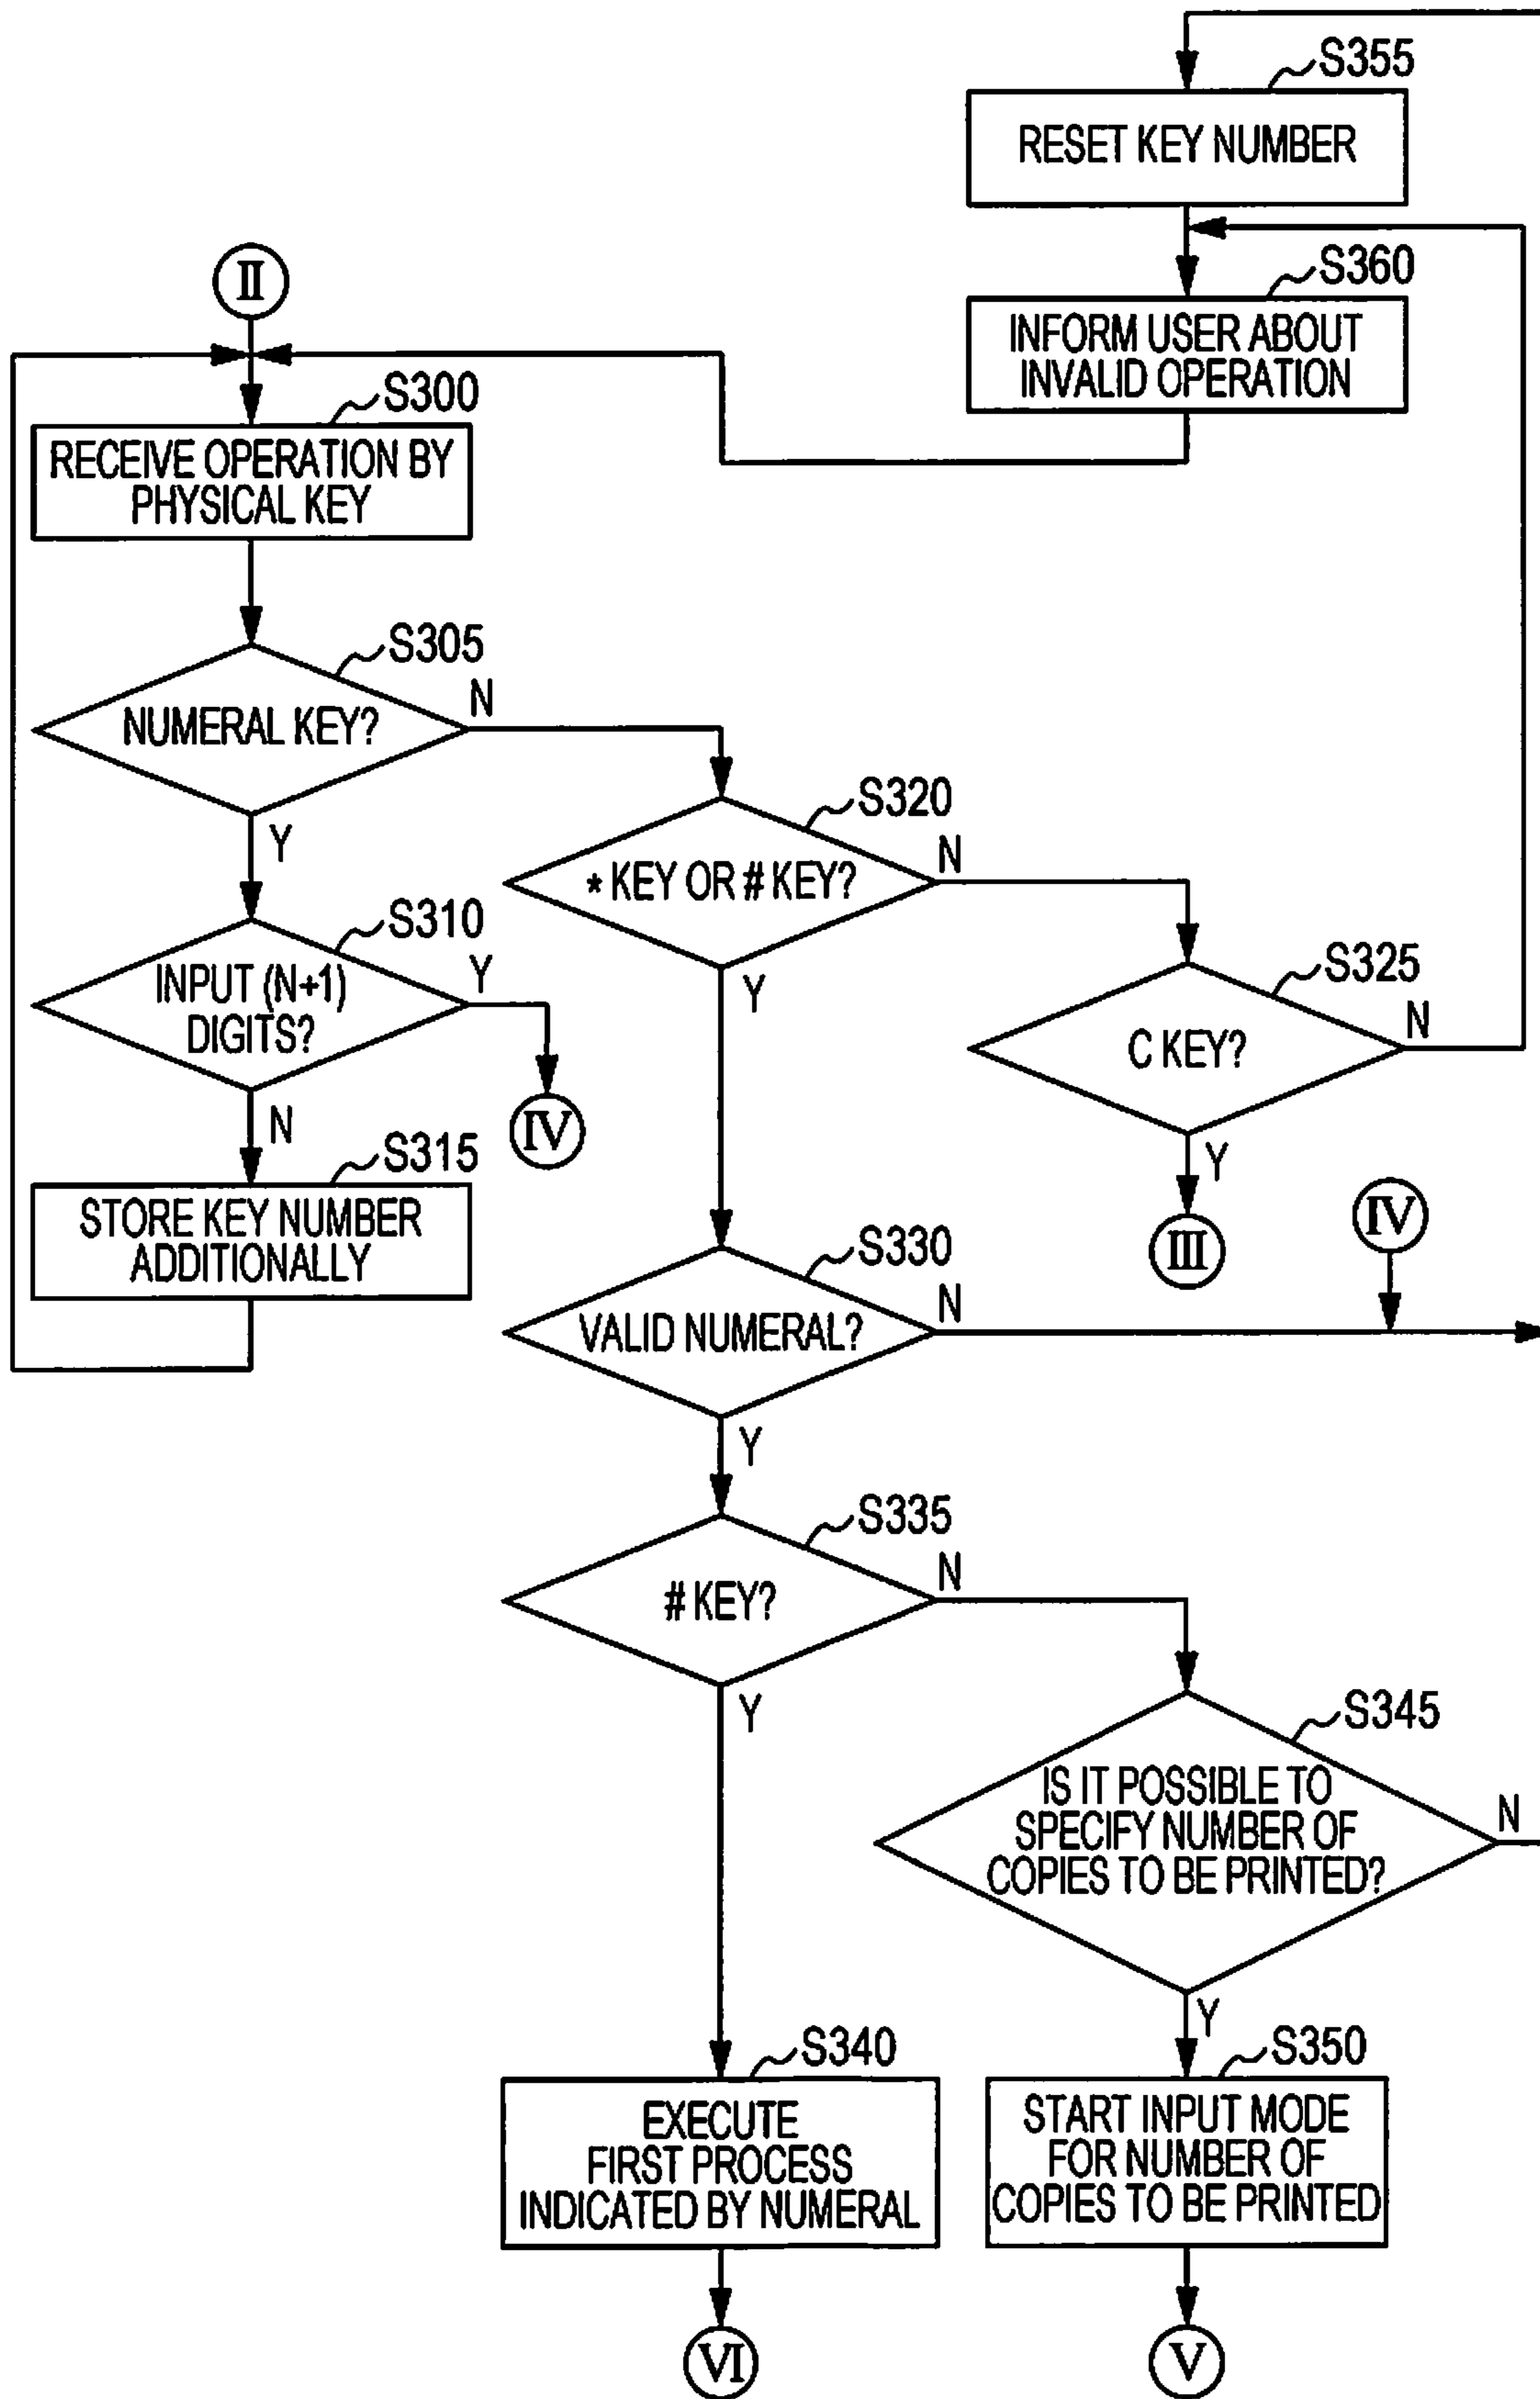 S355
RESET KEY NUMBER
II
S360
INFORM USER ABOUT
INVALID OPERATION
S300
RECEIVE OPERATION BY
PHYSICAL KEY
S305
NUMERAL KEY?
N
Y
S320
* KEY OR # KEY?
N
Y
S310
INPUT (N+1)
DIGITS?
Y
N
IV
S325
C KEY?
N
Y
III
S315
STORE KEY NUMBER
ADDITIONALLY
IV
S330
VALID NUMERAL?
N
Y
S335
# KEY?
N
Y
S345
IS IT POSSIBLE TO
SPECIFY NUMBER OF
COPIES TO BE PRINTED?
N
Y
S340
EXECUTE
FIRST PROCESS
INDICATED BY NUMERAL
S350
START INPUT MODE
FOR NUMBER OF
COPIES TO BE PRINTED
VI
V